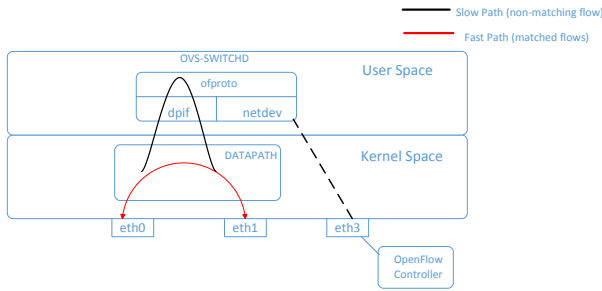 Slow Path (non-matching flow)
Fast Path (matched flows)
OVS-SWITCHD
User Space
ofproto
dpif
netdev
DATAPATH
Kernel Space
eth0
eth1
eth3
OpenFlow
Controller